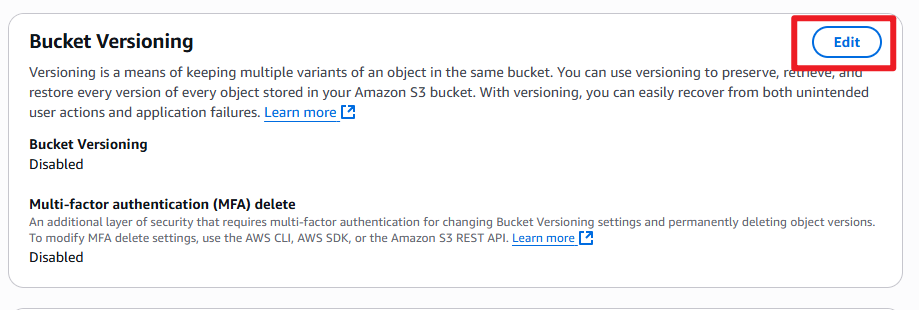 Bucket Versioning
Edit
Versioning is a means of keeping multiple variants of an object in the same bucket. You can use versioning to preserve, retrieve, and
restore every version of every object stored in your Amazon S3 bucket. With versioning, you can easily recover from both unintended
user actions and application failures. Learn more
Bucket Versioning
Disabled
Multi-factor authentication (MFA) delete
An additional layer of security that requires multi-factor authentication for changing Bucket Versioning settings and permanently deleting object versions.
To modify MFA delete settings, use the AWS CLI, AWS SDK, or the Amazon S3 REST API. Learn more
Disabled